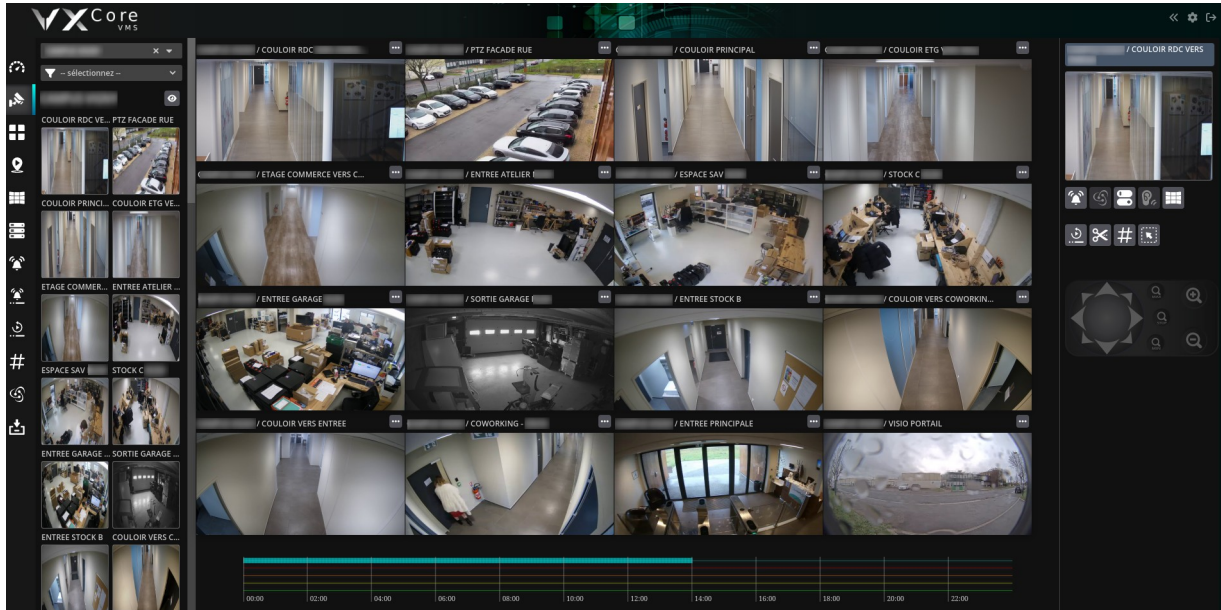 VX Core
VMS
-- sélectionnez --
COULOIR RDC VE... PTZ FACADE RUE
COULOIR PRINCI... COULOIR ETG VE...
ETAGE COMMER... ENTREE ATELIER ...
ESPACE SAV STOCK C
ENTREE GARAGE ... SORTIE GARAGE ...
ENTREE STOCK B COULOIR VERS C...
/ COULOIR RDC / PTZ FACADE RUE / COULOIR PRINCIPAL / COULOIR ETG
/ ETAGE COMMERCE VERS C... / ENTREE ATELIER / ESPACE SAV / STOCK C
/ ENTREE GARAGE / SORTIE GARAGE / ENTREE STOCK B / COULOIR VERS COWORKIN...
/ COULOIR VERS ENTREE / COWORKING - / ENTREE PRINCIPALE / VISIO PORTAIL
00:00 02:00 04:00 06:00 08:00 10:00 12:00 14:00 16:00 18:00 20:00 22:00
/ COULOIR RDC VERS